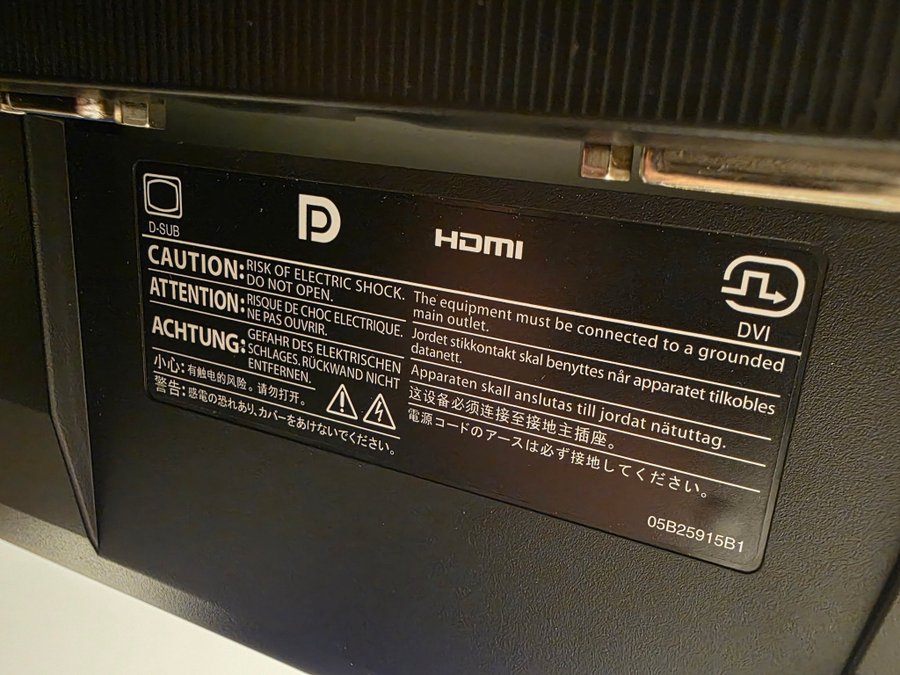 D-SUB
HDMI
DVI
CAUTION: RISK OF ELECTRIC SHOCK.
DO NOT OPEN.
ATTENTION: RISQUE DE CHOC ELECTRIQUE.
NE PAS OUVRIR.
ACHTUNG: GEFAHR DES ELEKTRISCHEN
SCHLAGES. RÜCKWAND NICHT
ENTFERNEN.
小心: 有触电的风险。请勿打开。
警告: 感電の恐れあり、カバーをあけないでください。
The equipment must be connected to a grounded
main outlet.
Jordet stikkontakt skal benyttes når apparatet tilkobles
datanett.
Apparaten skall anslutas till jordat nätuttag.
这设备必须连接至接地主插座。
電源コードのアースは必ず接地してください。
05B25915B1